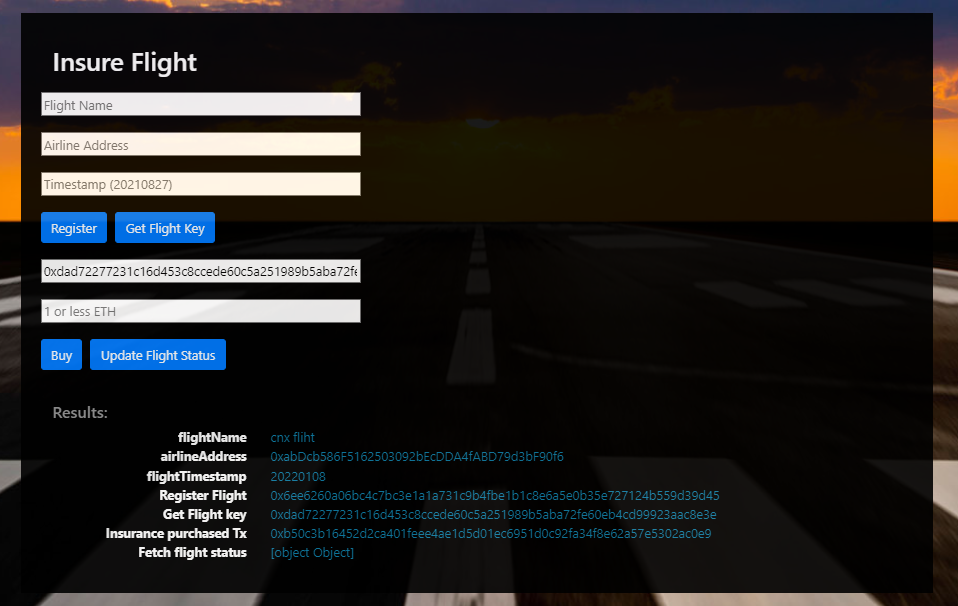 Insure Flight
Flight Name
Airline Address
Timestamp (20210827)
Register Get Flight Key
0xdad72277231c16d453c8ccede60c5a251989b5aba72fe
1 or less ETH
Buy Update Flight Status
Results:
flightName cnx fliht
airlineAddress 0xabDcb586F5162503092bEcDDA4fABD79d3bF90f6
flightTimestamp 20220108
Register Flight 0x6ee6260a06bc4c7bc3e1a1a731c9b4fbe1b1c8e6a5e0b35e727124b559d39d45
Get Flight key 0xdad72277231c16d453c8ccede60c5a251989b5aba72fe60eb4cd99923aac8e3e
Insurance purchased Tx 0xb50c3b16452d2ca401feee4ae1d5d01ec6951d0c92fa34f8e62a57e5302ac0e9
Fetch flight status [object Object]